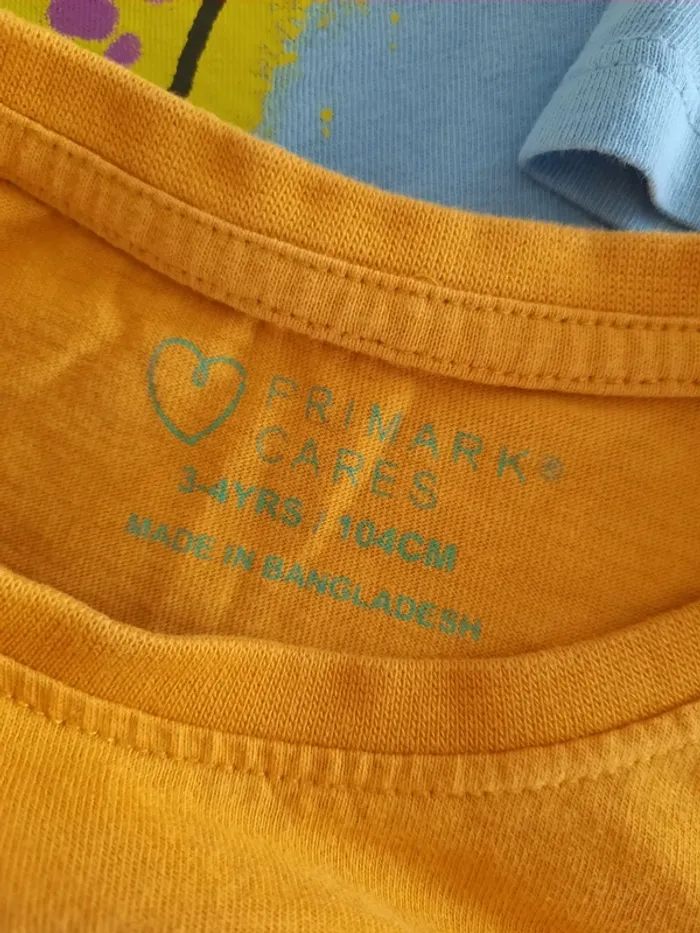 PRIMARK®
CARES
3-4YRS / 104CM
MADE IN BANGLADESH